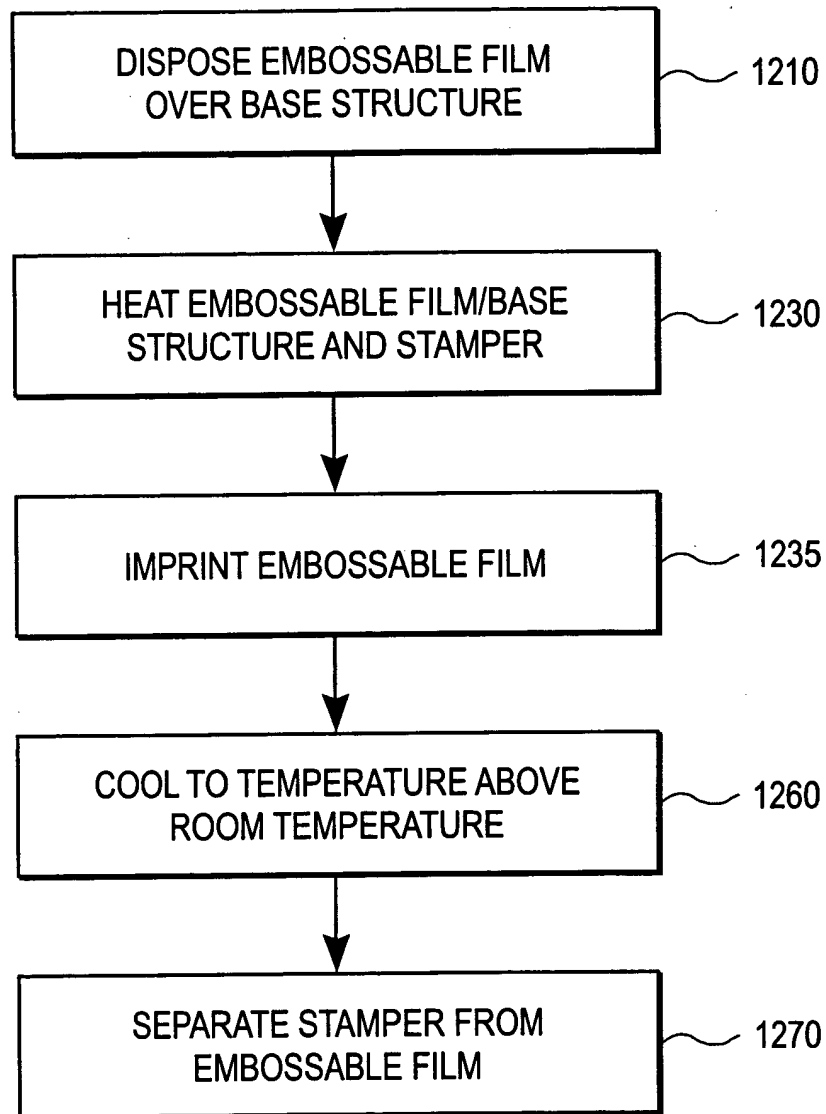 DISPOSE EMBOSSABLE FILM
OVER BASE STRUCTURE
1210
HEAT EMBOSSABLE FILM/BASE
STRUCTURE AND STAMPER
1230
IMPRINT EMBOSSABLE FILM
1235
COOL TO TEMPERATURE ABOVE
ROOM TEMPERATURE
1260
SEPARATE STAMPER FROM
EMBOSSABLE FILM
1270